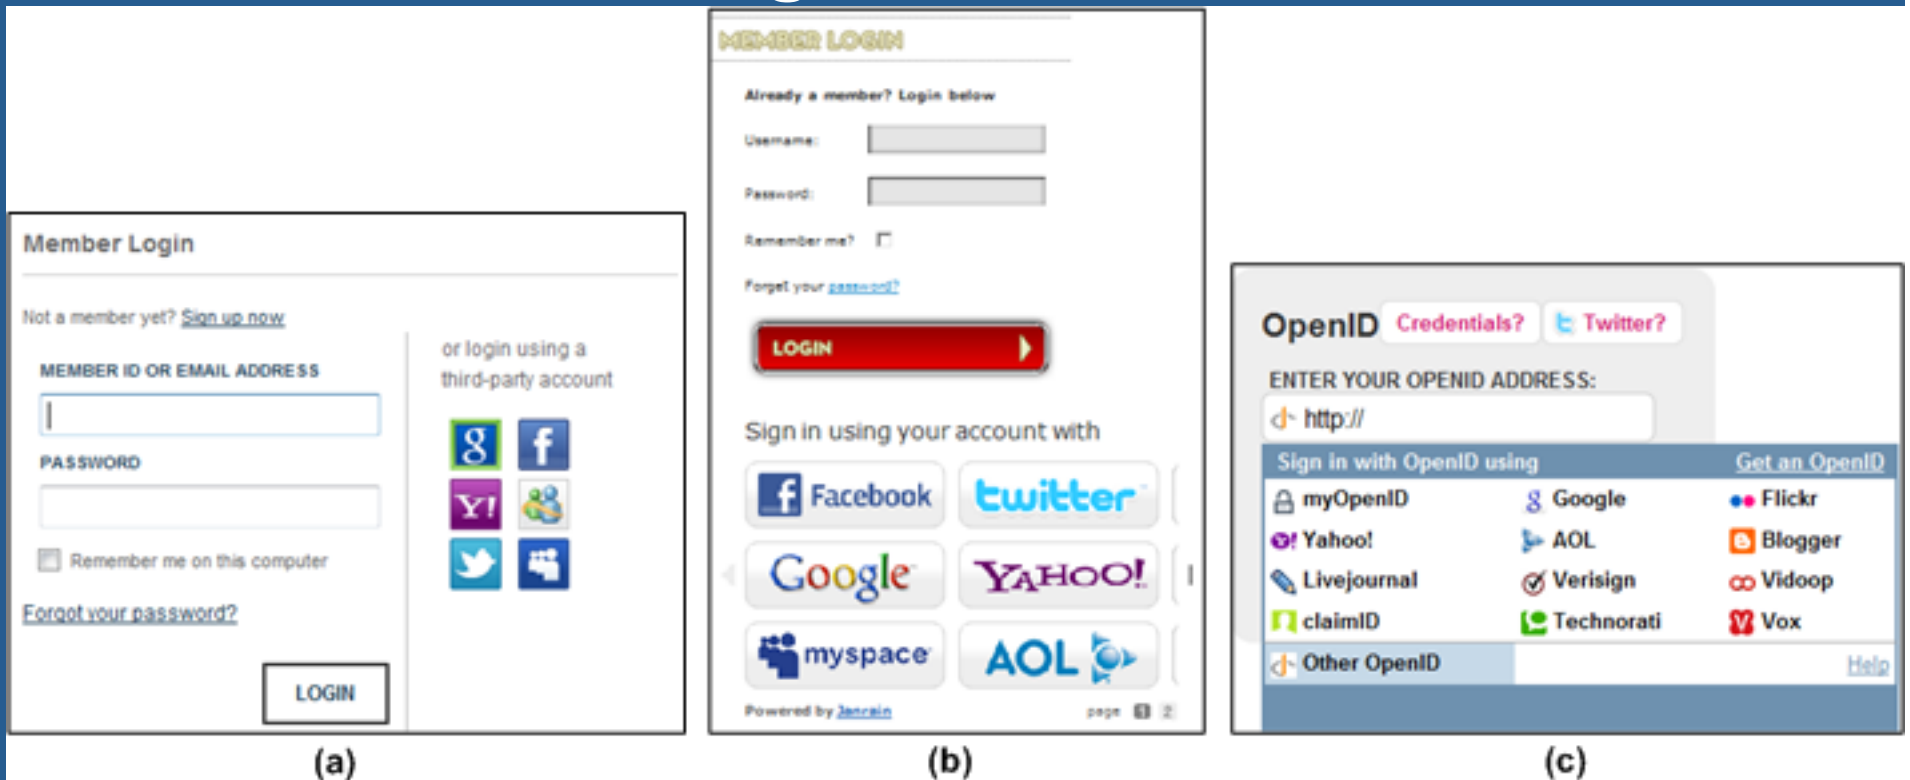 Member Login
Not a member yet? Sign up now
MEMBER ID OR EMAIL ADDRESS
PASSWORD
Remember me on this computer
Forgot your password?
LOGIN
or login using a
third-party account
g f
Y!
(a)
MEMBER LOGIN
Already a member? Login below
Username:
Password:
Remember me?
Forget your password?
LOGIN
Sign in using your account with
Facebook twitter
Google YAHOO!
myspace AOL
Powered by Janrain page 1 2
(b)
OpenID Credentials? Twitter?
ENTER YOUR OPENID ADDRESS:
http://
Sign in with OpenID using Get an OpenID
myOpenID Google Flickr
Yahoo! AOL Blogger
Livejournal Verisign Vidoop
claimID Technorati Vox
Other OpenID Help
(c)